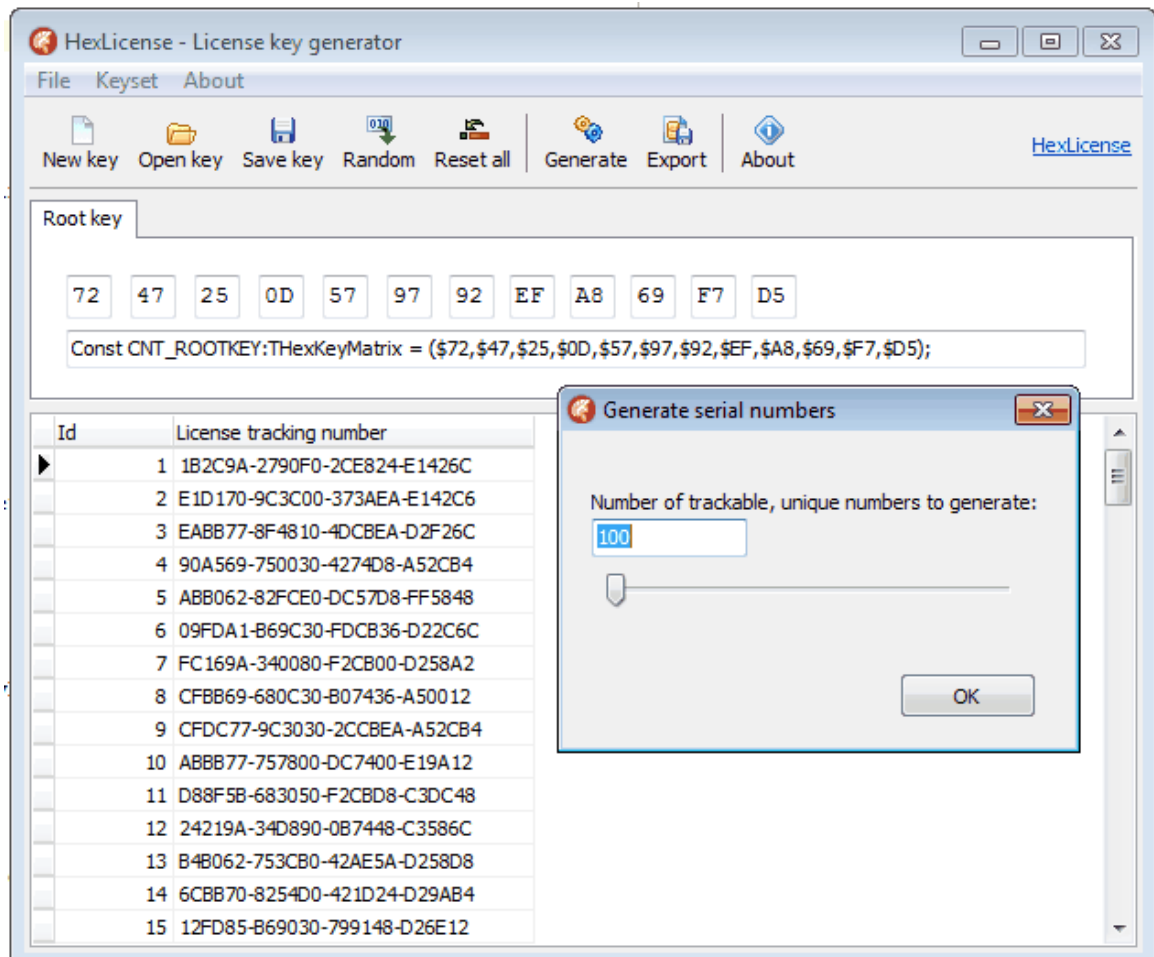 HexLicense - License key generator
File Keyset About
New key Open key Save key Random Reset all Generate Export About HexLicense
Root key
72 47 25 0D 57 97 92 EF A8 69 F7 D5
Const CNT_ROOTKEY:THexKeyMatrix = ($72,$47,$25,$0D,$57,$97,$92,$EF,$A8,$69,$F7,$D5);
Id License tracking number
1 1B2C9A-2790F0-2CE824-E1426C
2 E1D170-9C3C00-373AEA-E142C6
3 EABB77-8F4810-4DCBEA-D2F26C
4 90A569-750030-4274D8-A52CB4
5 ABB062-82FCE0-DC57D8-FF5848
6 09FDA1-B69C30-FDCB36-D22C6C
7 FC169A-340080-F2CB00-D258A2
8 CFBB69-680C30-B07436-A50012
9 CFDC77-9C3030-2CCBEA-A52CB4
10 ABBB77-757800-DC7400-E19A12
11 D88F5B-683050-F2CBD8-C3DC48
12 24219A-34D890-0B7448-C3586C
13 B4B062-753CB0-42AE5A-D258D8
14 6CBB70-8254D0-421D24-D29AB4
15 12FD85-B69030-799148-D26E12
Generate serial numbers
Number of trackable, unique numbers to generate:
100
OK